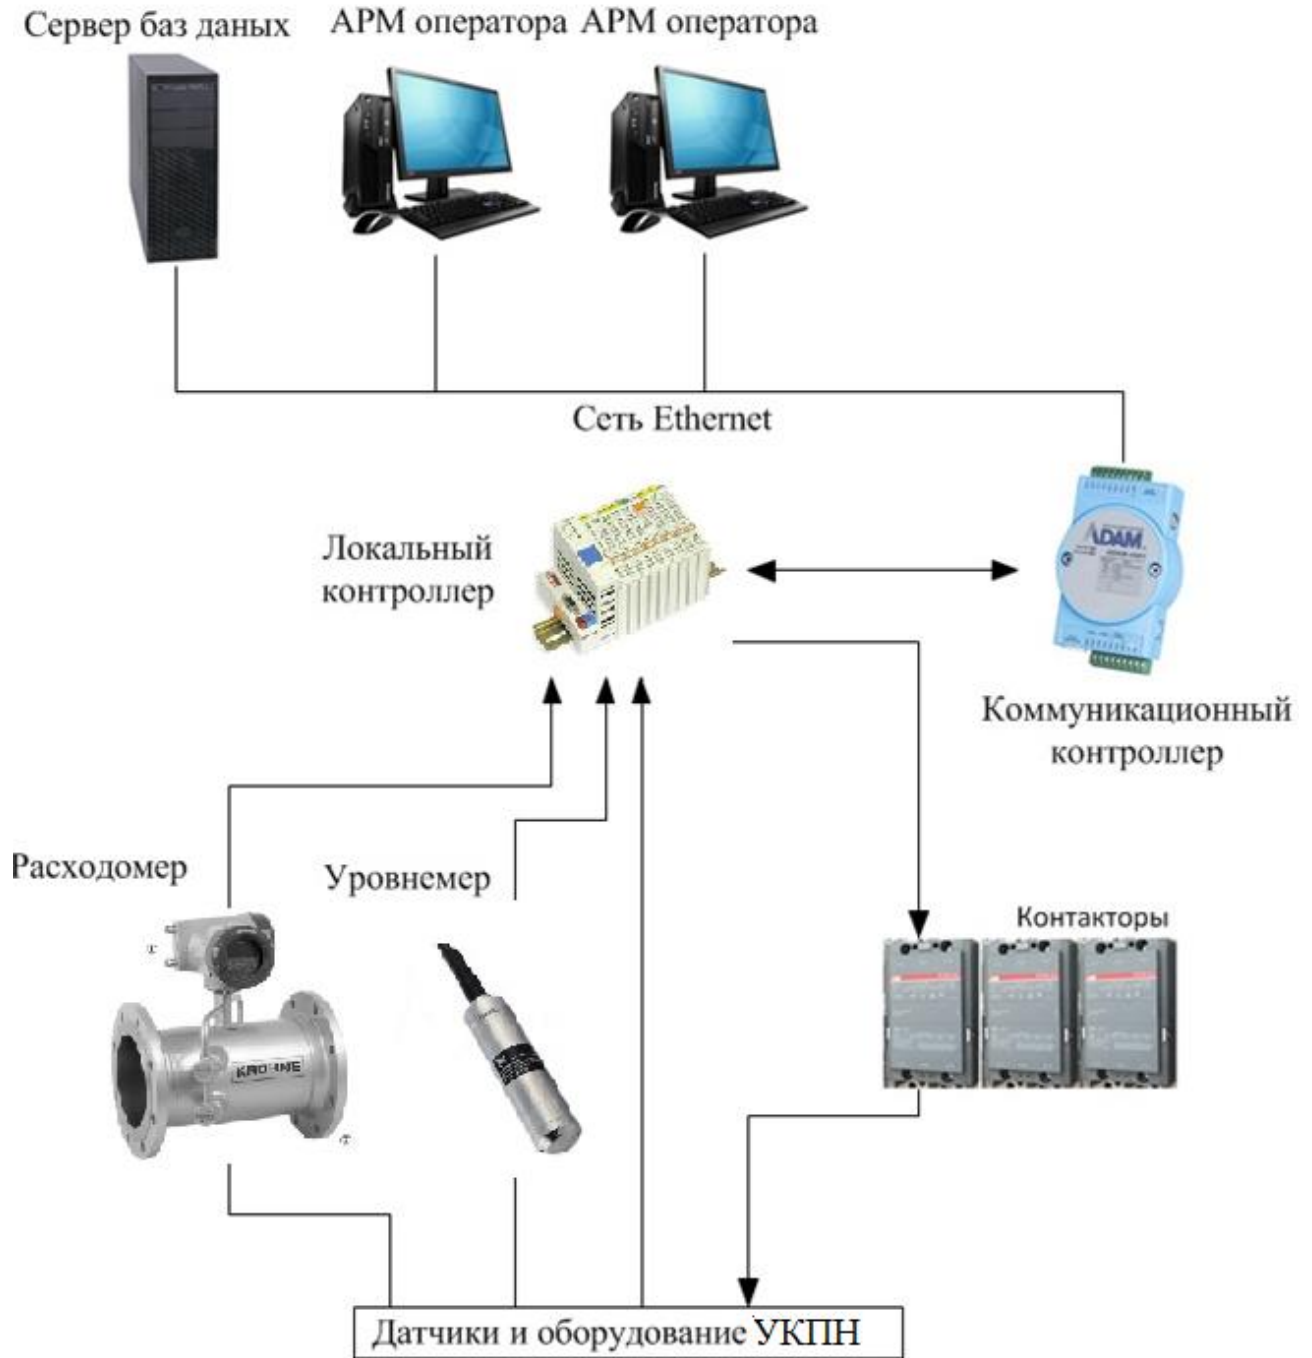 Сервер баз даных
АРМ оператора
АРМ оператора
Сеть Ethernet
Локальный
контроллер
ADAM
Коммуникационный
контроллер
Расходомер
Уровнемер
Контакторы
KROHNE
Датчики и оборудование УКПН